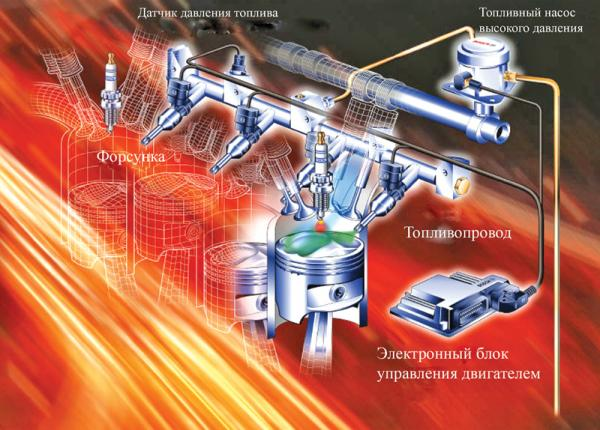 Датчик давления топлива
Топливный насос
высокого давления
Форсунка
Топливопровод
Электронный блок
управления двигателем